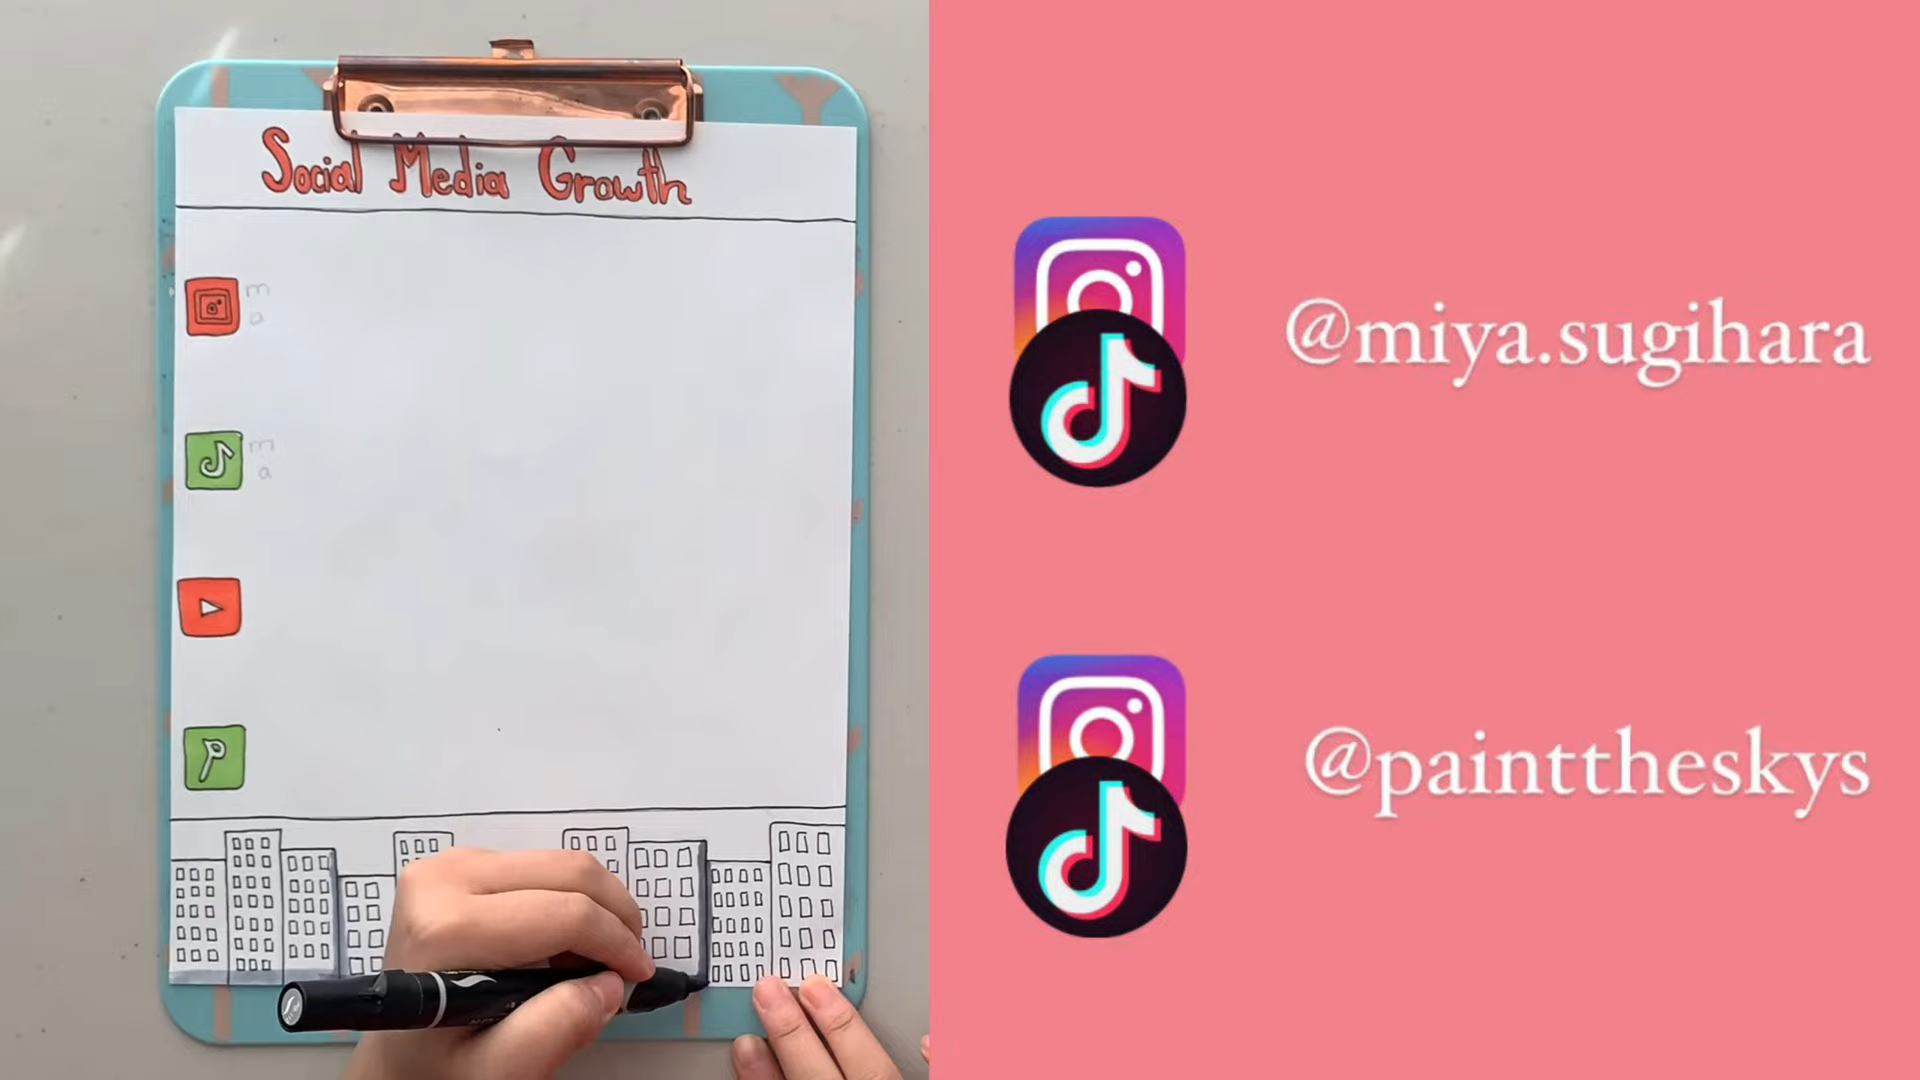 Social Media Growth
m
a
m
a
@miya.sugihara
@painttheskys